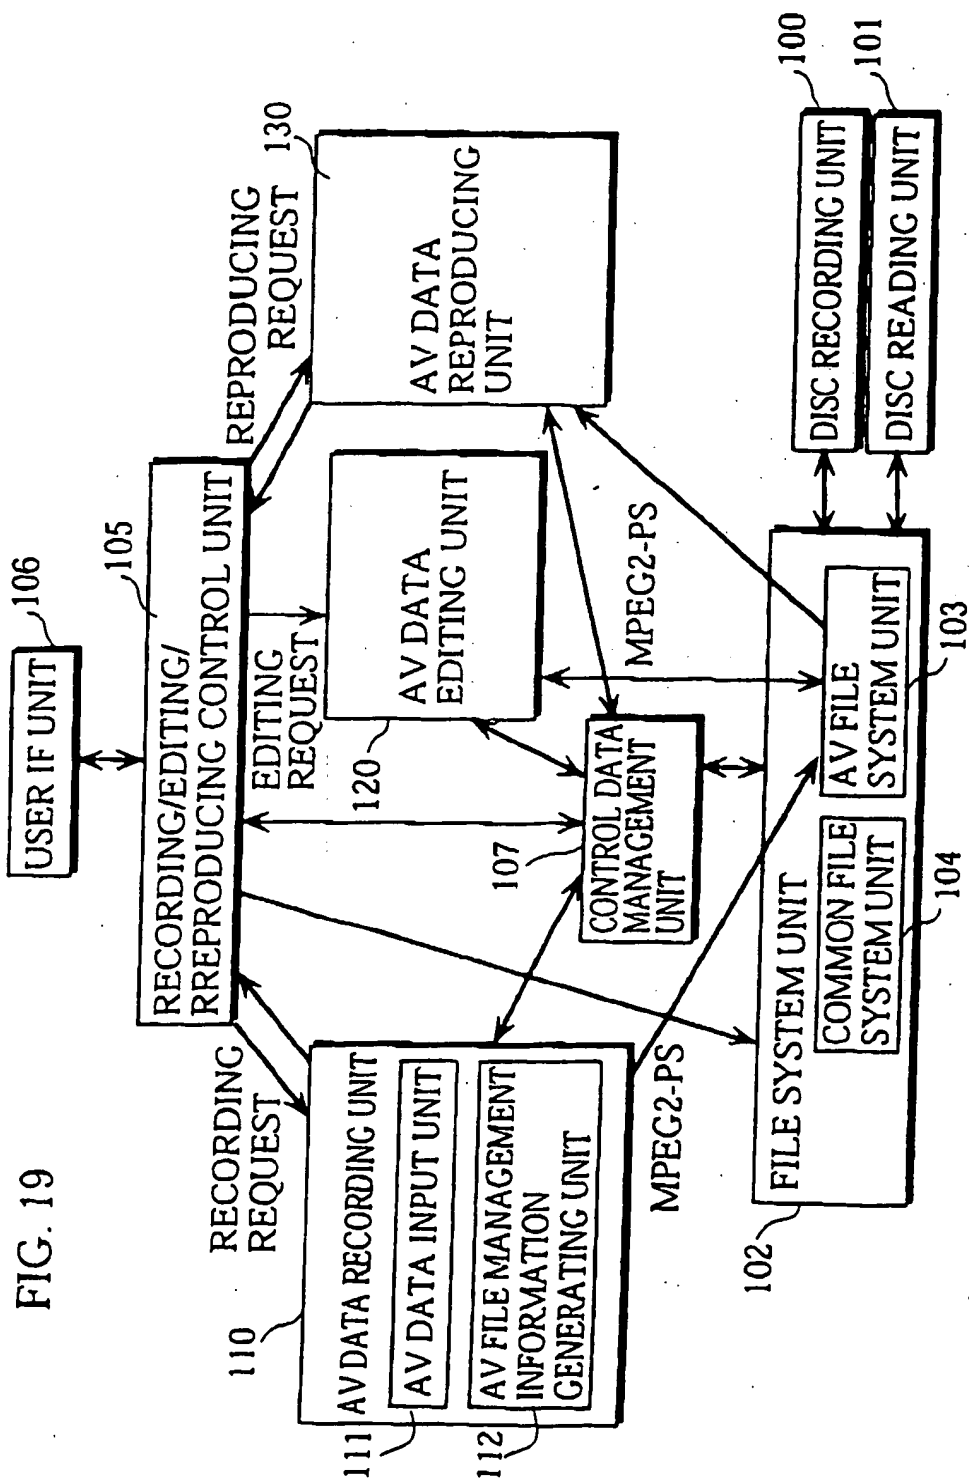 FIG. 19
USER IF UNIT
106
105
RECORDING/EDITING/
RREPRODUCING CONTROL UNIT
RECORDING
REQUEST
EDITING
REQUEST
REPRODUCING
REQUEST
110
AV DATA RECORDING UNIT
111
AV DATA INPUT UNIT
112
AV FILE MANAGEMENT
INFORMATION
GENERATING UNIT
120
AV DATA
EDITING UNIT
130
AV DATA
REPRODUCING
UNIT
107
CONTROL DATA
MANAGEMENT
UNIT
MPEG2-PS
MPEG2-PS
102
FILE SYSTEM UNIT
COMMON FILE
SYSTEM UNIT
104
AV FILE
SYSTEM UNIT
103
DISC RECORDING UNIT
100
DISC READING UNIT
101